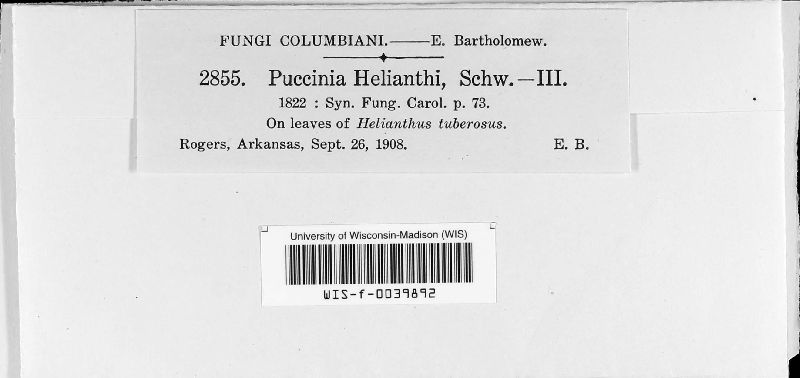 FUNGI COLUMBIANI.——E. Bartholomew.
2855. Puccinia Helianthi, Schw.—III.
1822 : Syn. Fung. Carol. p. 73.
On leaves of Helianthus tuberosus.
Rogers, Arkansas, Sept. 26, 1908. E. B.
University of Wisconsin-Madison (WIS)
WIS-f-0039892